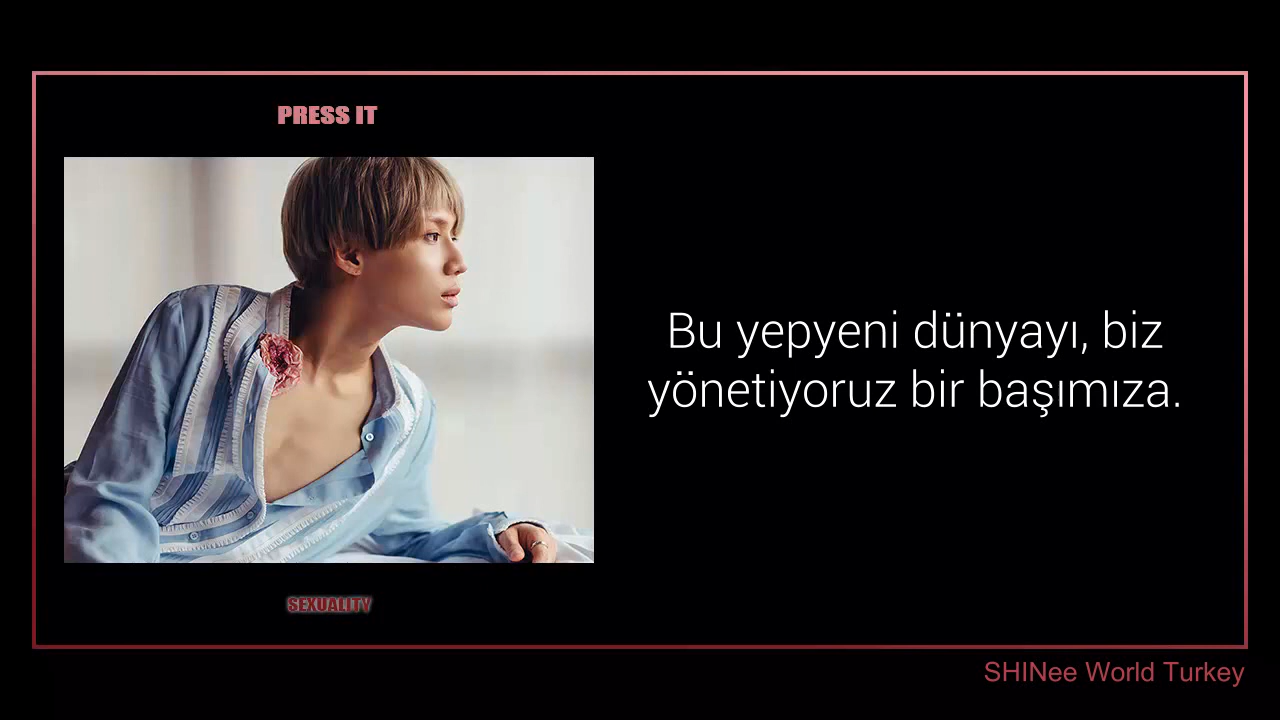 PRESS IT
Bu yepyeni dünyayı, biz
yönetiyoruz bir başımıza.
SEXUALITY
SHINee World Turkey